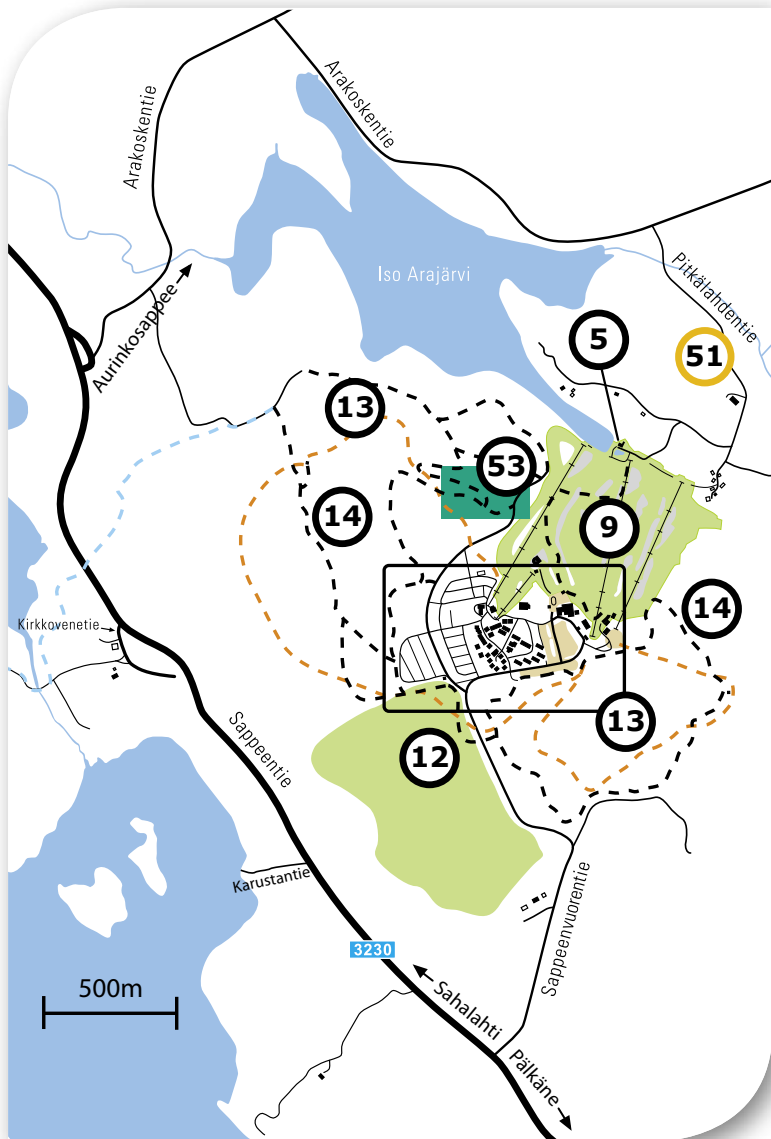 Arakoskentie
Arakoskentie
Iso Arajärvi
Pitkälahdentie
Aurinkosappee
5
51
13
53
14
9
14
Kirkkovenetie
13
12
Sappeentie
Karustantie
Sappeenvuorentie
3230
500m
Sahalahti
Pälkäne